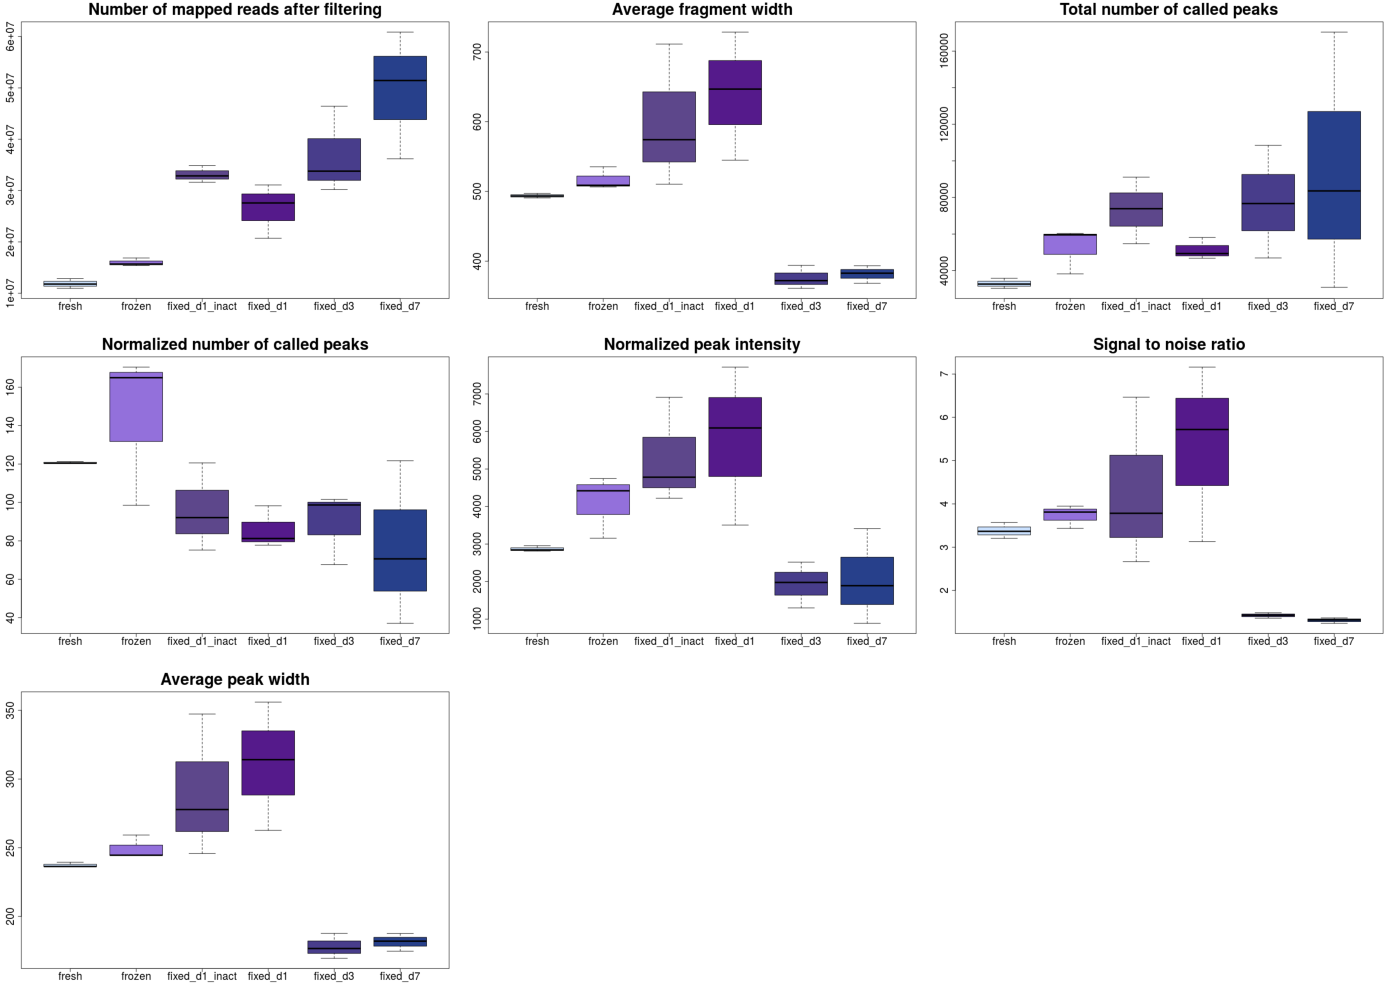 Number of mapped reads after filtering
6e+07
5e+07
4e+07
3e+07
2e+07
1e+07
fresh frozen fixed_d1_inact fixed_d1 fixed_d3 fixed_d7
Average fragment width
700
600
500
400
fresh frozen fixed_d1_inact fixed_d1 fixed_d3 fixed_d7
Total number of called peaks
160000
120000
80000
40000
fresh frozen fixed_d1_inact fixed_d1 fixed_d3 fixed_d7
Normalized number of called peaks
160
140
120
100
80
60
40
fresh frozen fixed_d1_inact fixed_d1 fixed_d3 fixed_d7
Normalized peak intensity
7000
6000
5000
4000
3000
2000
1000
fresh frozen fixed_d1_inact fixed_d1 fixed_d3 fixed_d7
Signal to noise ratio
7
6
5
4
3
2
fresh frozen fixed_d1_inact fixed_d1 fixed_d3 fixed_d7
Average peak width
350
300
250
200
fresh frozen fixed_d1_inact fixed_d1 fixed_d3 fixed_d7